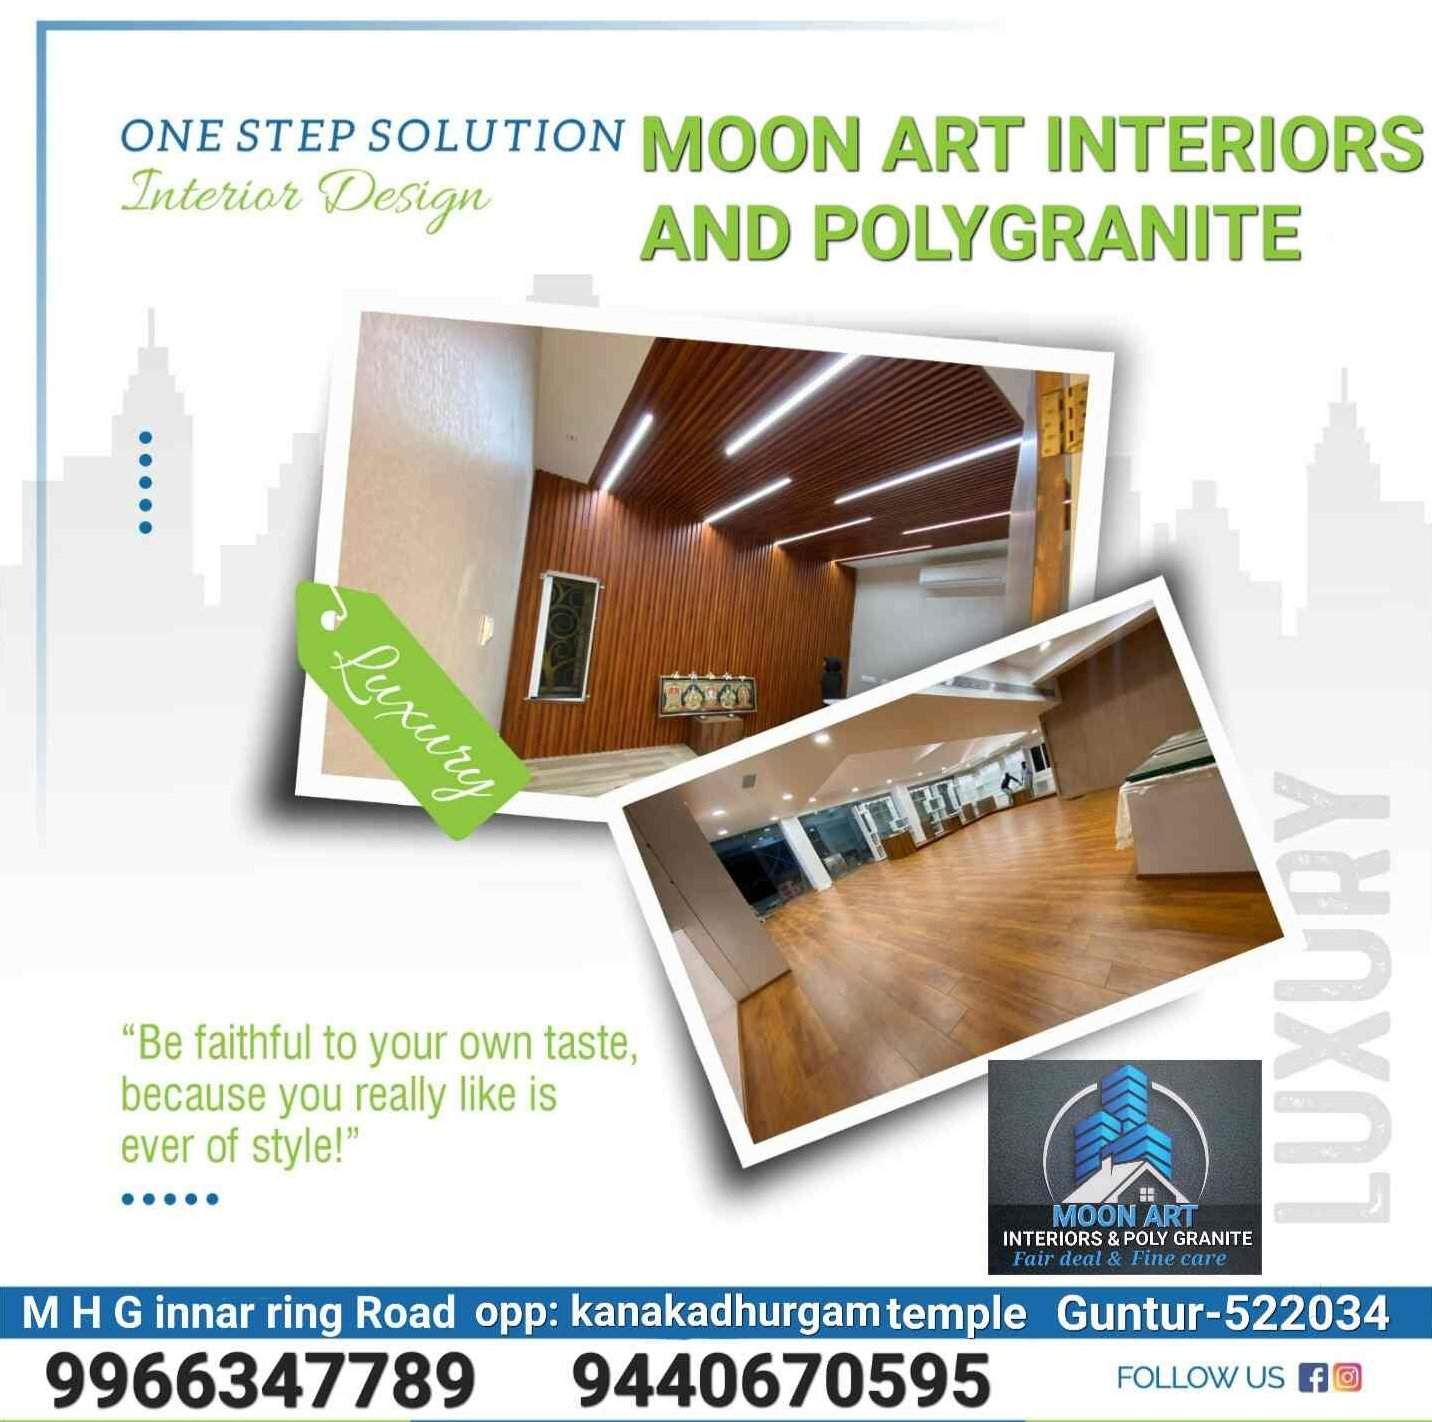 ONE STEP SOLUTION
Interior Design
MOON ART INTERIORS
AND POLYGRANITE
Luxury
LUXURY
“Be faithful to your own taste,
because you really like is
ever of style!”
MOON ART
INTERIORS & POLY GRANITE
Fair deal & Fine care
M H G innar ring Road opp: kanakadhurgam temple Guntur-522034
9966347789 9440670595 FOLLOW US